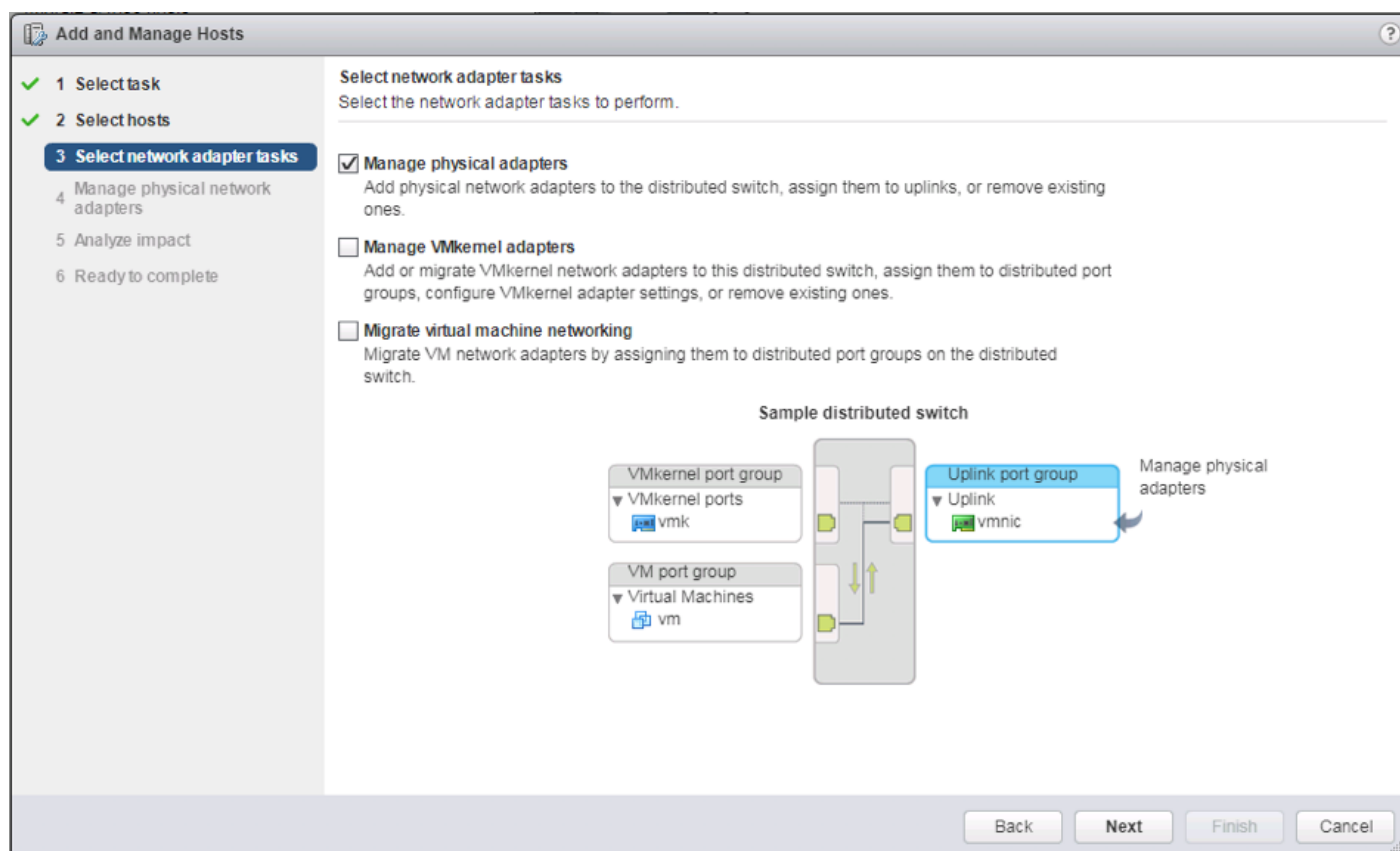 Add and Manage Hosts
?
1 Select task
2 Select hosts
3 Select network adapter tasks
4 Manage physical network
adapters
5 Analyze impact
6 Ready to complete
Select network adapter tasks
Select the network adapter tasks to perform.
Manage physical adapters
Add physical network adapters to the distributed switch, assign them to uplinks, or remove existing
ones.
Manage VMkernel adapters
Add or migrate VMkernel network adapters to this distributed switch, assign them to distributed port
groups, configure VMkernel adapter settings, or remove existing ones.
Migrate virtual machine networking
Migrate VM network adapters by assigning them to distributed port groups on the distributed
switch.
Sample distributed switch
VMkernel port group
VMkernel ports
vmk
VM port group
Virtual Machines
vm
Uplink port group
Uplink
vmnic
Manage physical
adapters
Back
Next
Finish
Cancel